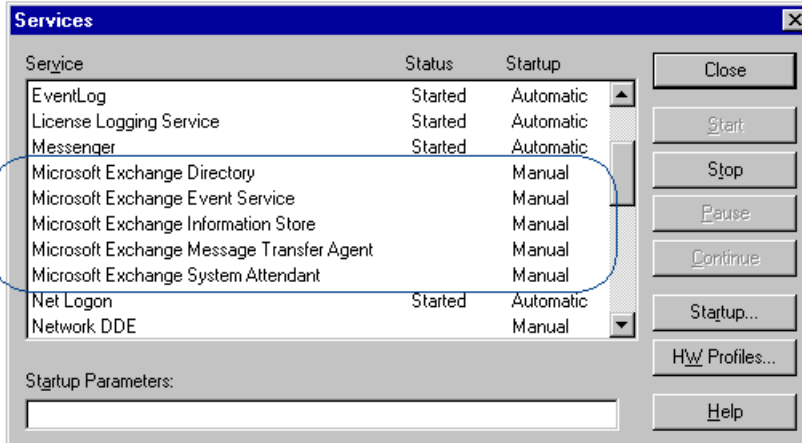 Services
Service Status Startup
EventLog Started Automatic
License Logging Service Started Automatic
Messenger Started Automatic
Microsoft Exchange Directory Manual
Microsoft Exchange Event Service Manual
Microsoft Exchange Information Store Manual
Microsoft Exchange Message Transfer Agent Manual
Microsoft Exchange System Attendant Manual
Net Logon Started Automatic
Network DDE Manual
Startup Parameters:
Close
Start
Stop
Pause
Continue
Startup...
HW Profiles...
Help